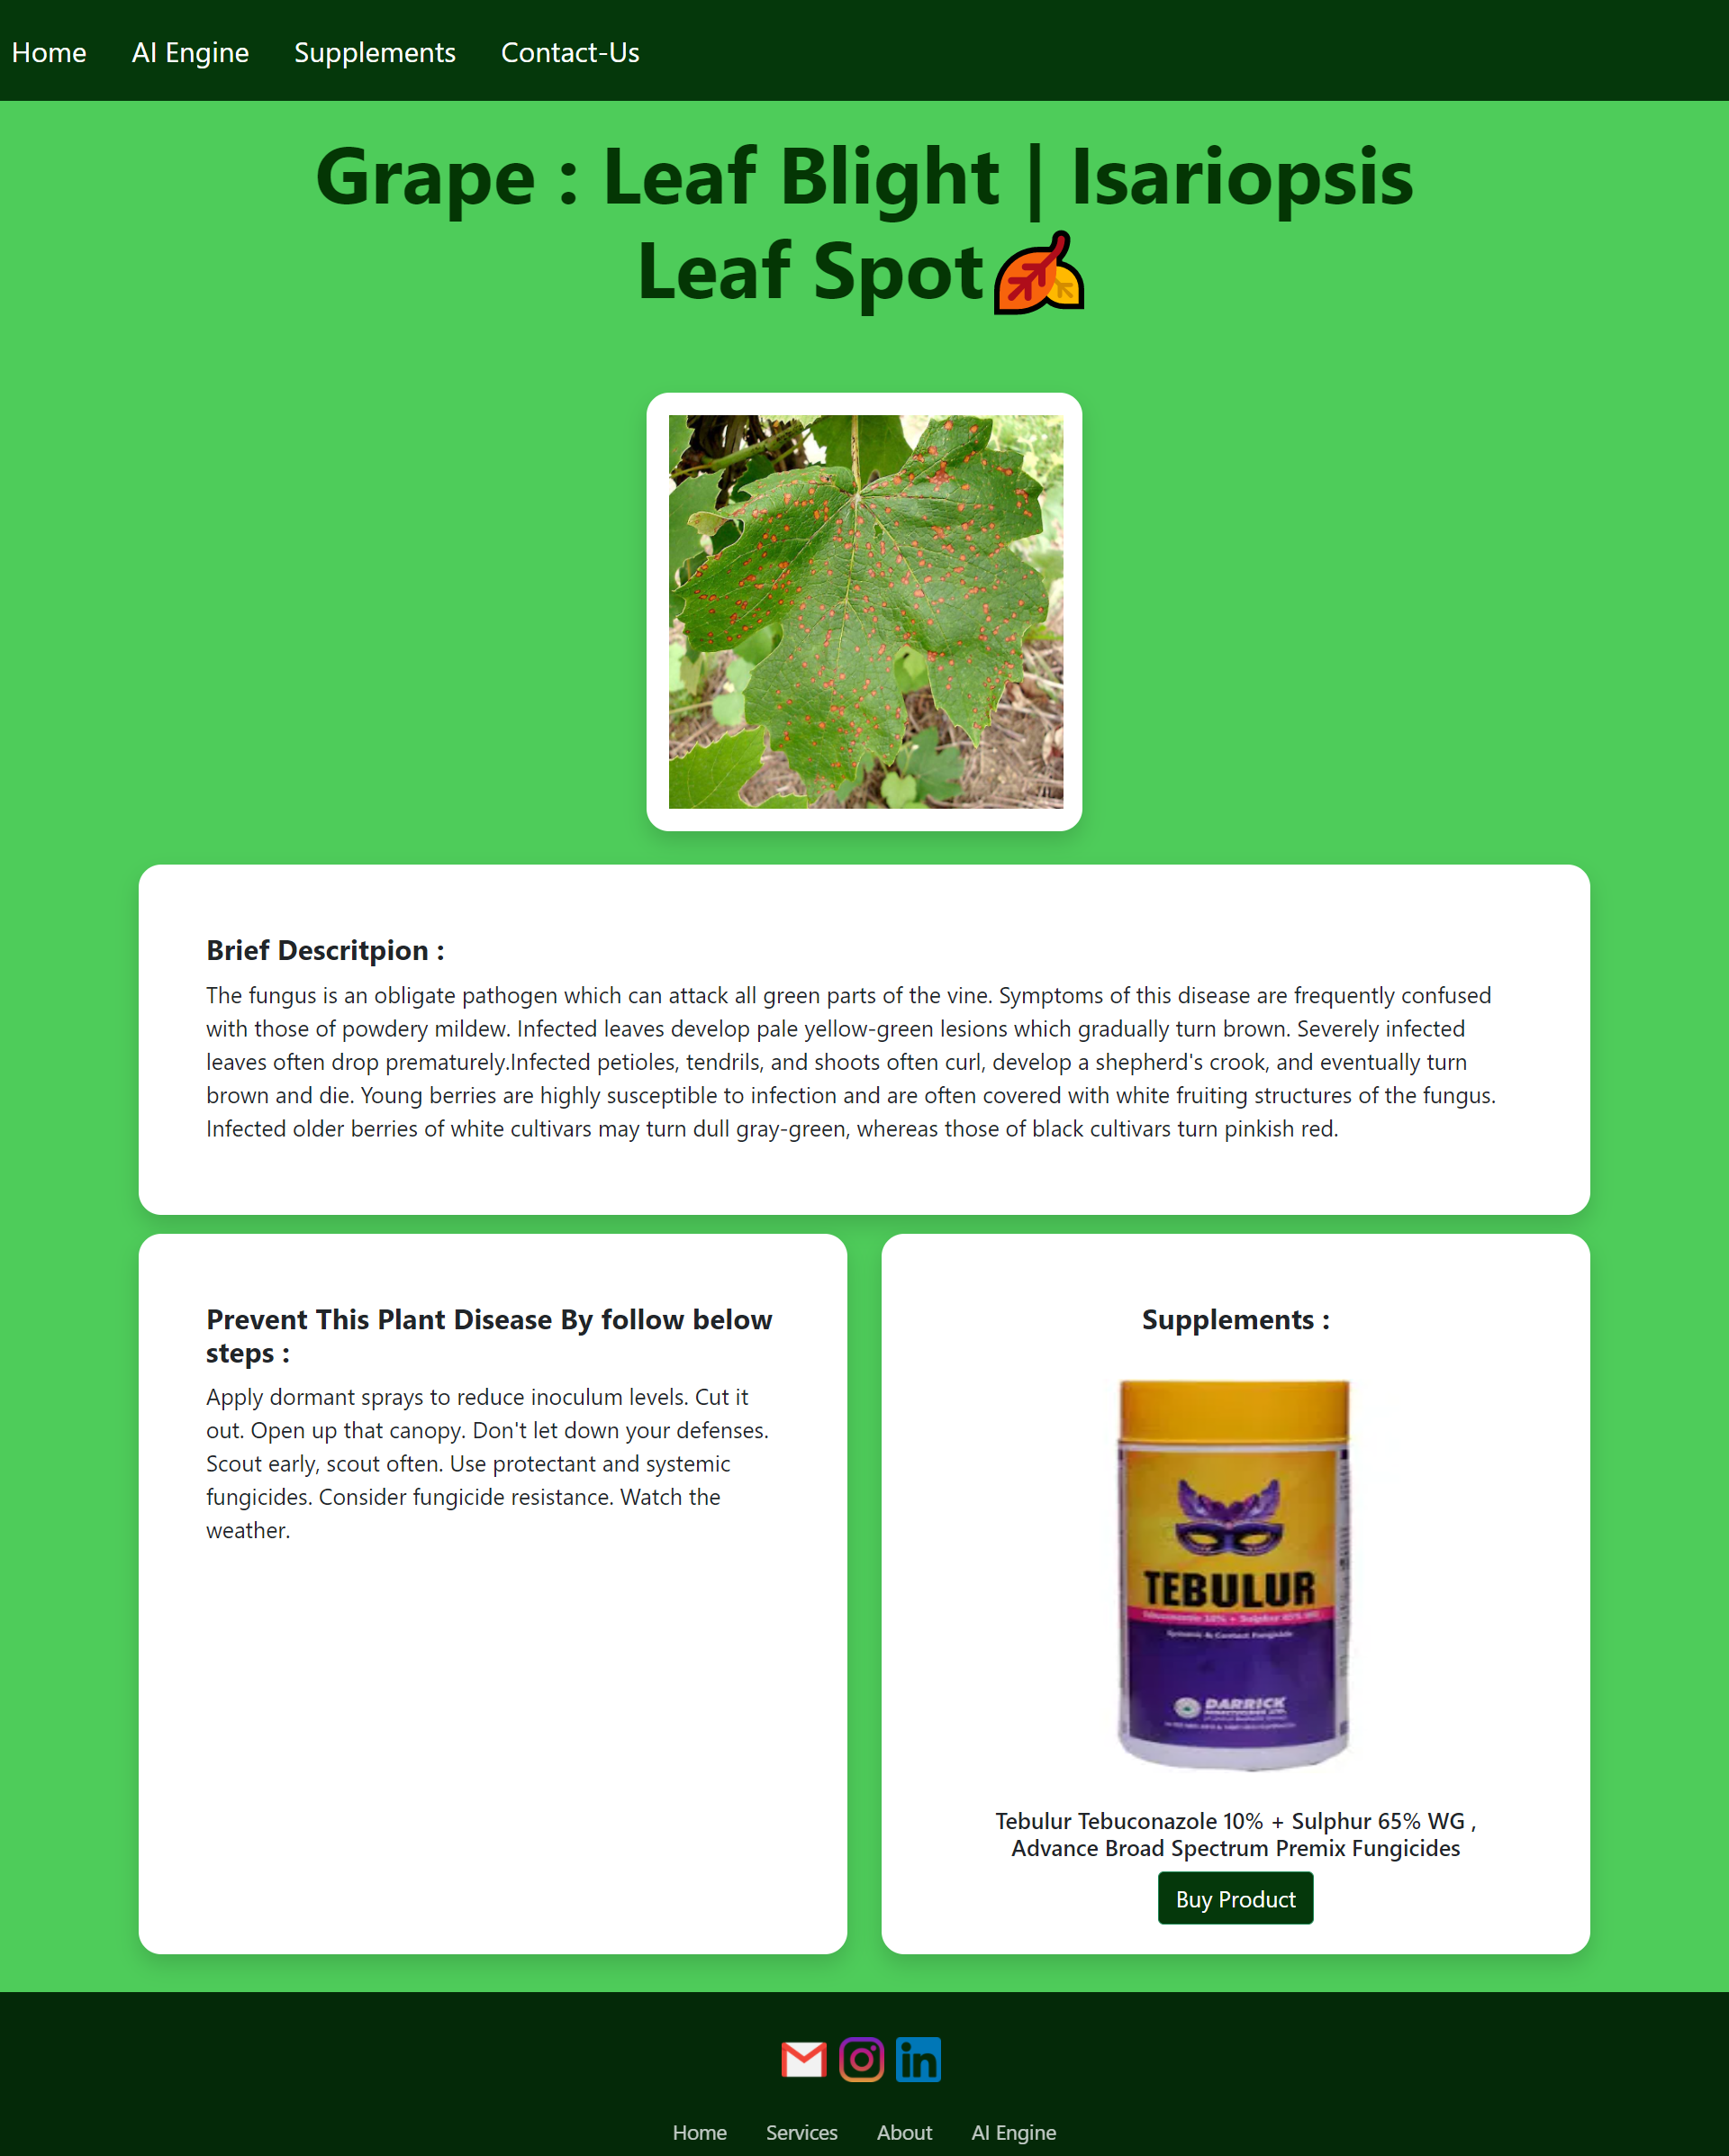 Home AI Engine Supplements Contact-Us
Grape : Leaf Blight | Isariopsis
Leaf Spot
Brief Descritpion :
The fungus is an obligate pathogen which can attack all green parts of the vine. Symptoms of this disease are frequently confused
with those of powdery mildew. Infected leaves develop pale yellow-green lesions which gradually turn brown. Severely infected
leaves often drop prematurely.Infected petioles, tendrils, and shoots often curl, develop a shepherd's crook, and eventually turn
brown and die. Young berries are highly susceptible to infection and are often covered with white fruiting structures of the fungus.
Infected older berries of white cultivars may turn dull gray-green, whereas those of black cultivars turn pinkish red.
Prevent This Plant Disease By follow below
steps :
Apply dormant sprays to reduce inoculum levels. Cut it
out. Open up that canopy. Don't let down your defenses.
Scout early, scout often. Use protectant and systemic
fungicides. Consider fungicide resistance. Watch the
weather.
Supplements :
TEBULUR
Tebuconazole 10% + Sulphur 65% WG
Systemic & Contact Fungicide
DARRICK
Tebulur Tebuconazole 10% + Sulphur 65% WG ,
Advance Broad Spectrum Premix Fungicides
Buy Product
Home Services About AI Engine